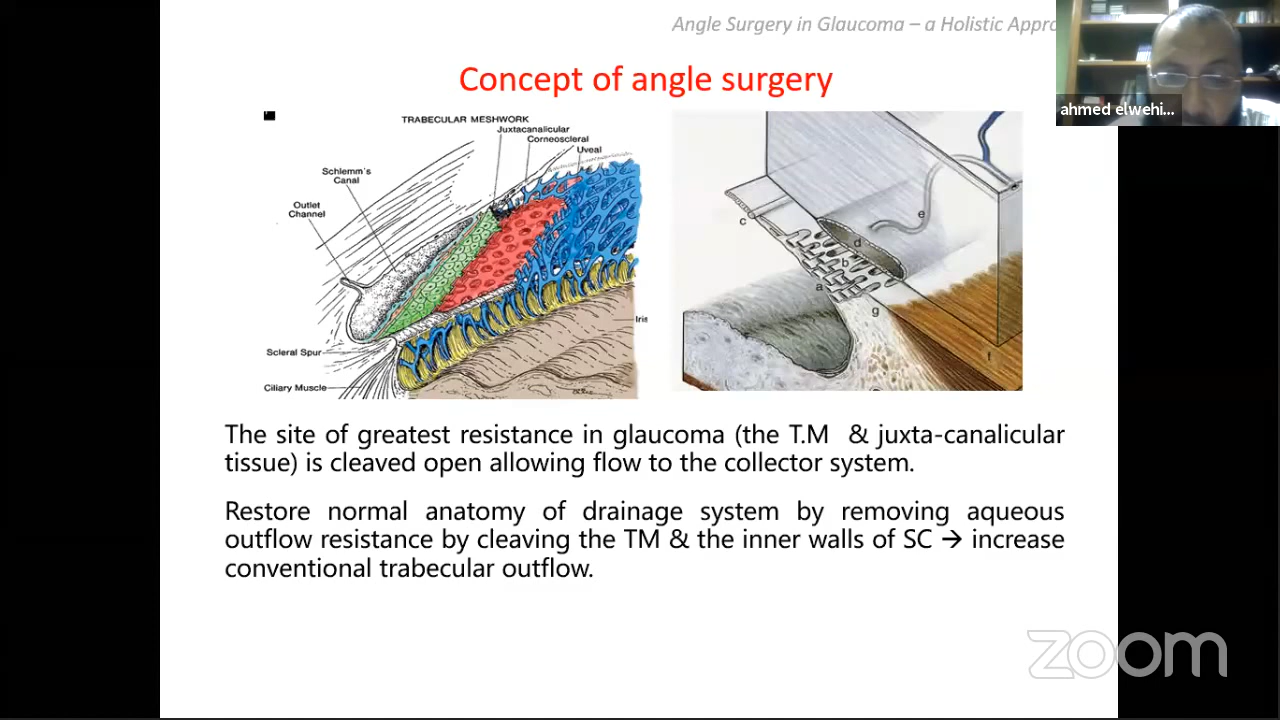 Angle Surgery in Glaucoma – a Holistic Appro
ahmed elwehi...
Concept of angle surgery
TRABECULAR MESHWORK
Juxtacanalicular
Corneoscleral
Uveal
Schlemm's
Canal
Outlet
Channel
Iris
Scleral Spur
Ciliary Muscle
c
e
d
b
a
g
f
The site of greatest resistance in glaucoma (the T.M & juxta-canalicular
tissue) is cleaved open allowing flow to the collector system.
Restore normal anatomy of drainage system by removing aqueous
outflow resistance by cleaving the TM & the inner walls of SC → increase
conventional trabecular outflow.
zoom